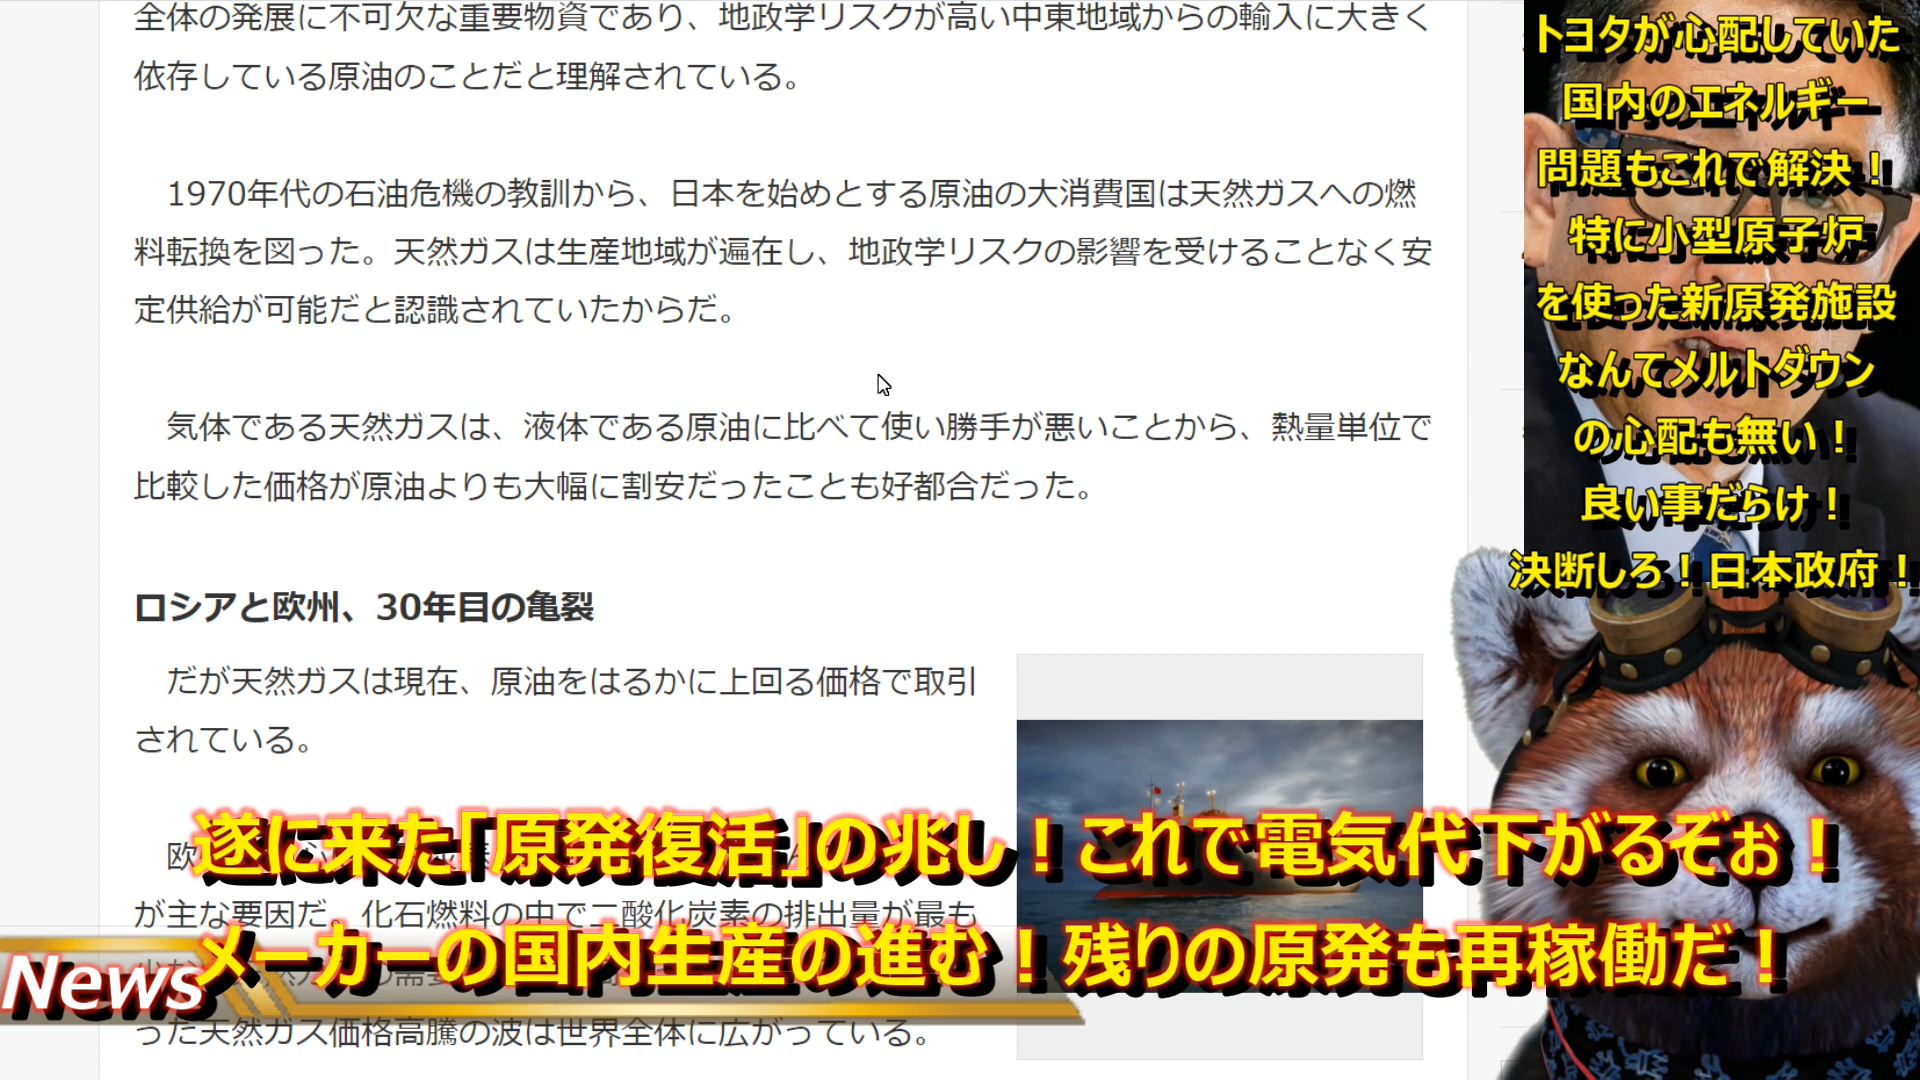 全体の発展に不可欠な重要物資であり、地政学リスクが高い中東地域からの輸入に大きく
依存している原油のことだと理解されている。
1970年代の石油危機の教訓から、日本を始めとする原油の大消費国は天然ガスへの燃
料転換を図った。天然ガスは生産地域が遍在し、地政学リスクの影響を受けることなく安
定供給が可能だと認識されていたからだ。
気体である天然ガスは、液体である原油に比べて使い勝手が悪いことから、熱量単位で
比較した価格が原油よりも大幅に割安だったことも好都合だった。
ロシアと欧州、30年目の亀裂
だが天然ガスは現在、原油をはるかに上回る価格で取引
されている。
欧
が主な要因だ。化石燃料の中で二酸化炭素の排出量が最も
った天然ガス価格高騰の波は世界全体に広がっている。
トヨタが心配していた
国内のエネルギー
問題もこれで解決！
特に小型原子炉
を使った新原発施設
なんてメルトダウン
の心配も無い！
良い事だらけ！
決断しろ！日本政府！
遂に来た「原発復活」の兆し！これで電気代下がるぞぉ！
メーカーの国内生産の進む！残りの原発も再稼働だ！
News